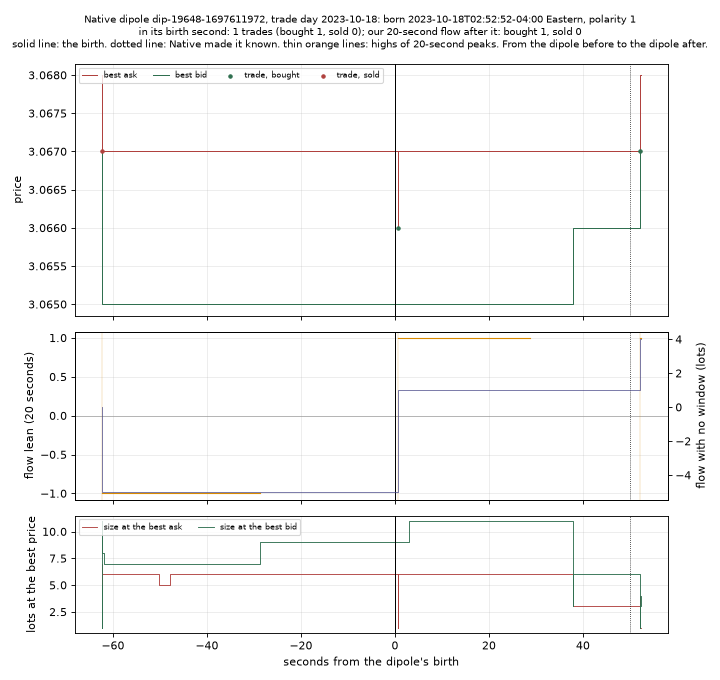 Native dipole dip-19648-1697611972, trade day 2023-10-18: born 2023-10-18T02:52:52-04:00 Eastern, polarity 1
in its birth second: 1 trades (bought 1, sold 0); our 20-second flow after it: bought 1, sold 0
solid line: the birth. dotted line: Native made it known. thin orange lines: highs of 20-second peaks. From the dipole before to the dipole after.
best ask best bid trade, bought trade, sold
3.0680
3.0675
3.0670
3.0665
3.0660
3.0655
3.0650
price
1.0
0.5
0.0
−0.5
−1.0
flow lean (20 seconds)
4
2
0
−2
−4
flow with no window (lots)
size at the best ask size at the best bid
10.0
7.5
5.0
2.5
lots at the best price
−60 −40 −20 0 20 40
seconds from the dipole's birth